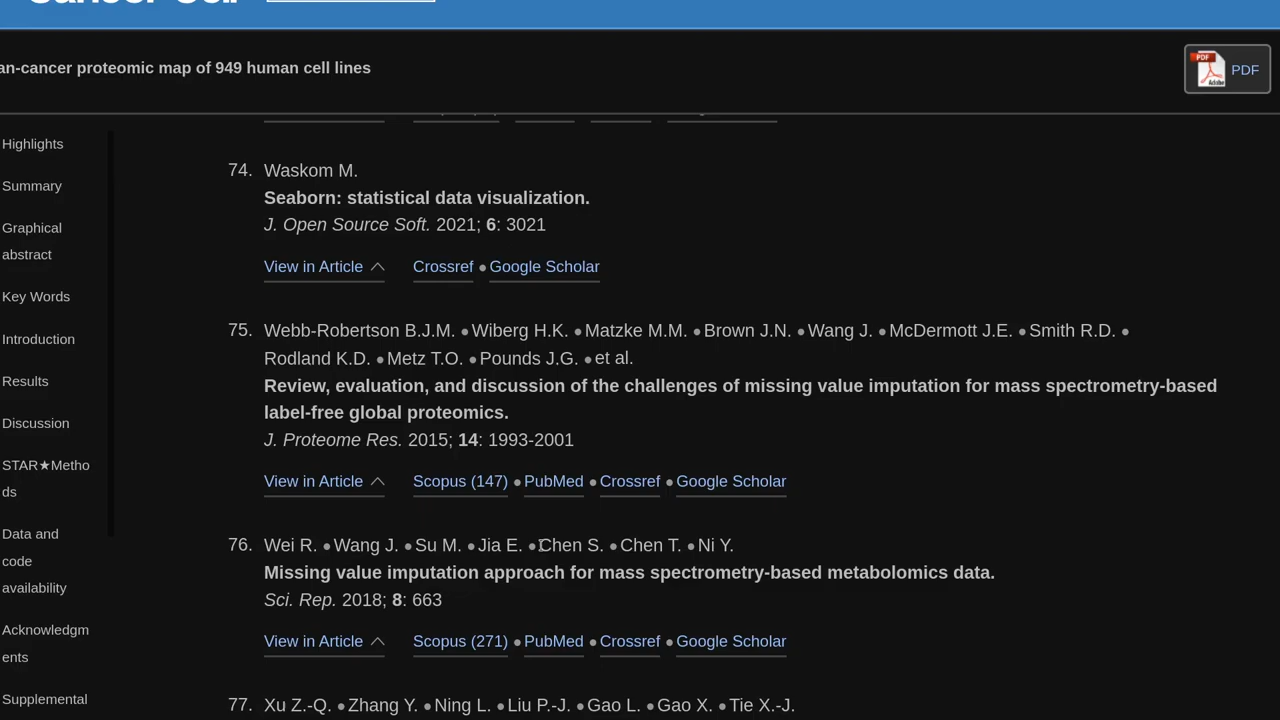 Cancer Cell
an-cancer proteomic map of 949 human cell lines
PDF
Adobe
PDF
Highlights
Summary
Graphical
abstract
Key Words
Introduction
Results
Discussion
STAR★Metho
ds
Data and
code
availability
Acknowledgm
ents
Supplemental
74. Waskom M.
Seaborn: statistical data visualization.
J. Open Source Soft. 2021; 6: 3021
View in Article Crossref • Google Scholar
75. Webb-Robertson B.J.M. • Wiberg H.K. • Matzke M.M. • Brown J.N. • Wang J. • McDermott J.E. • Smith R.D. •
Rodland K.D. • Metz T.O. • Pounds J.G. • et al.
Review, evaluation, and discussion of the challenges of missing value imputation for mass spectrometry-based
label-free global proteomics.
J. Proteome Res. 2015; 14: 1993-2001
View in Article Scopus (147) • PubMed • Crossref • Google Scholar
76. Wei R. • Wang J. • Su M. • Jia E. • Chen S. • Chen T. • Ni Y.
Missing value imputation approach for mass spectrometry-based metabolomics data.
Sci. Rep. 2018; 8: 663
View in Article Scopus (271) • PubMed • Crossref • Google Scholar
77. Xu Z.-Q. • Zhang Y. • Ning L. • Liu P.-J. • Gao L. • Gao X. • Tie X.-J.